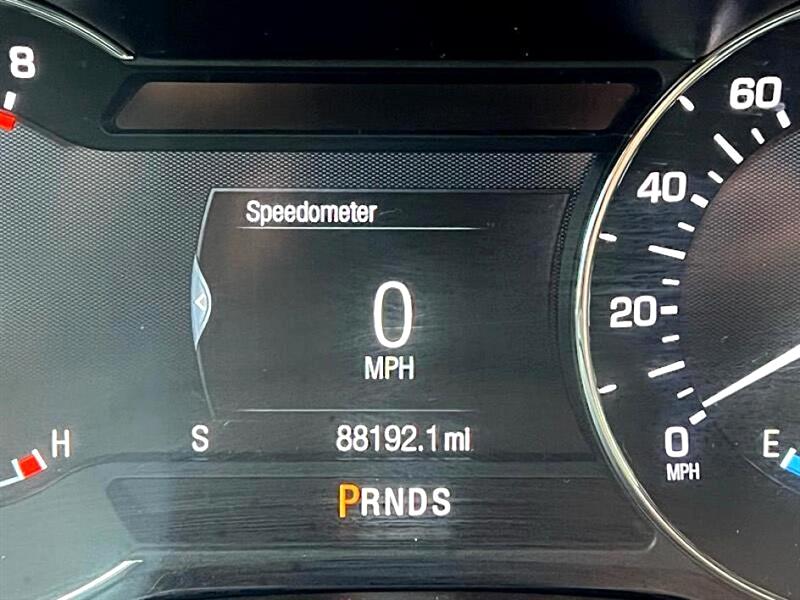 8
Speedometer
0
MPH
S
88192.1 mi
PRNDS
H
60
40
20
0
MPH
E